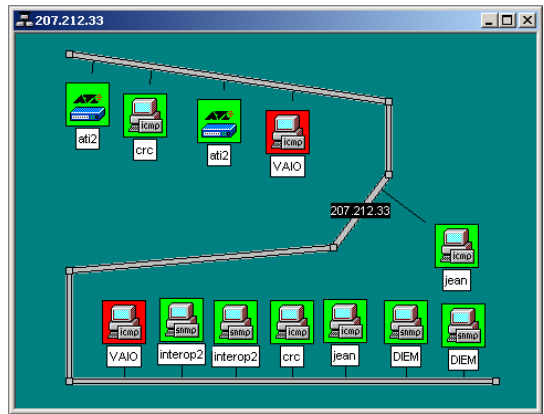 207.212.33
ati2
icmp
crc
ati2
icmp
VAIO
207.212.33
icmp
jean
icmp
VAIO
snmp
interop2
snmp
interop2
icmp
crc
icmp
jean
snmp
DIEM
snmp
DIEM